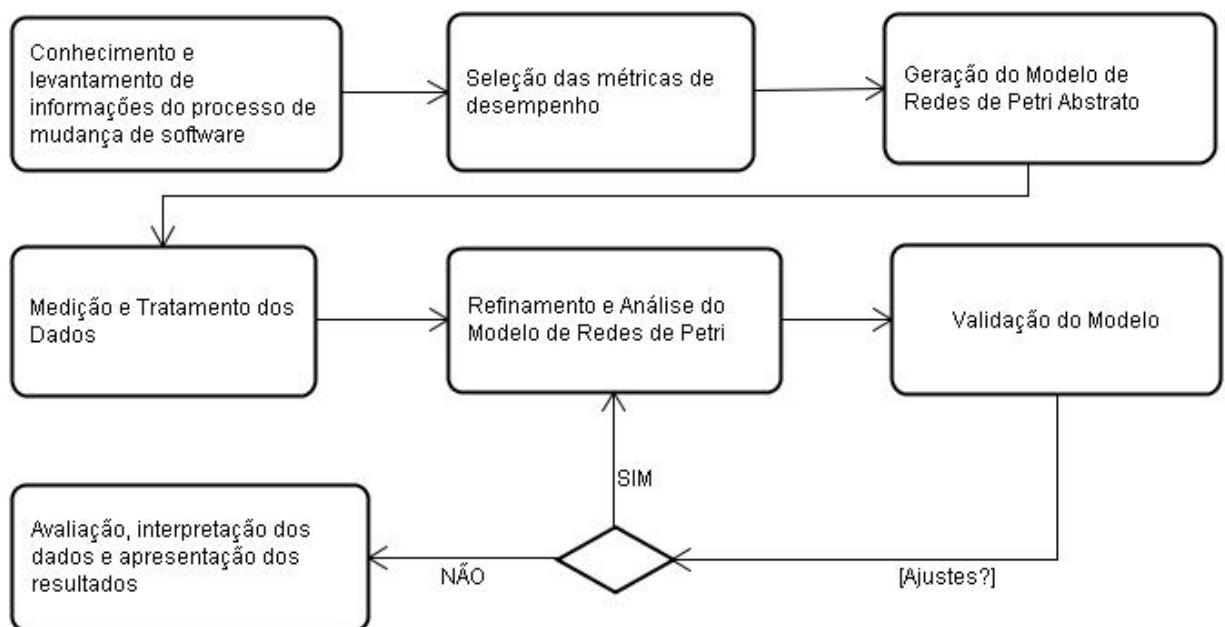 Conhecimento e
levantamento de
informações do processo de
mudança de software
Seleção das métricas de
desempenho
Geração do Modelo de
Redes de Petri Abstrato
Medição e Tratamento dos
Dados
Refinamento e Análise do
Modelo de Redes de Petri
Validação do Modelo
SIM
Avaliação, interpretação dos
dados e apresentação dos
resultados
NÃO
[Ajustes?]